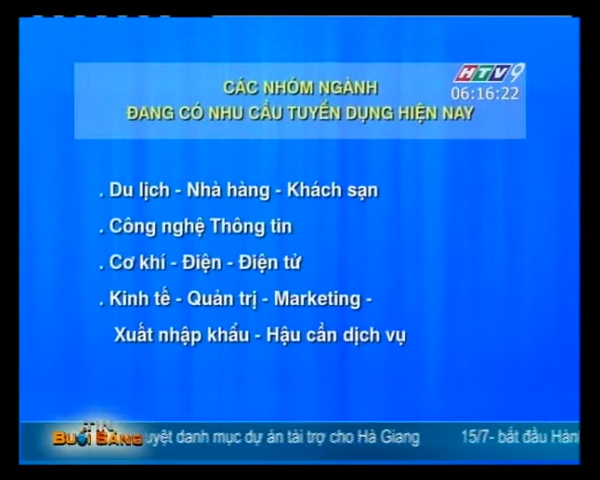 CÁC NHÓM NGÀNH
ĐANG CÓ NHU CẦU TUYỂN DỤNG HIỆN NAY
HTV9
06:16:22
. Du lịch - Nhà hàng - Khách sạn
. Công nghệ Thông tin
. Cơ khí - Điện - Điện tử
. Kinh tế - Quản trị - Marketing -
Xuất nhập khẩu - Hậu cần dịch vụ
TIN
BUỔI SÁNG
danh mục dự án tài trợ cho Hà Giang 15/7- bắt đầu